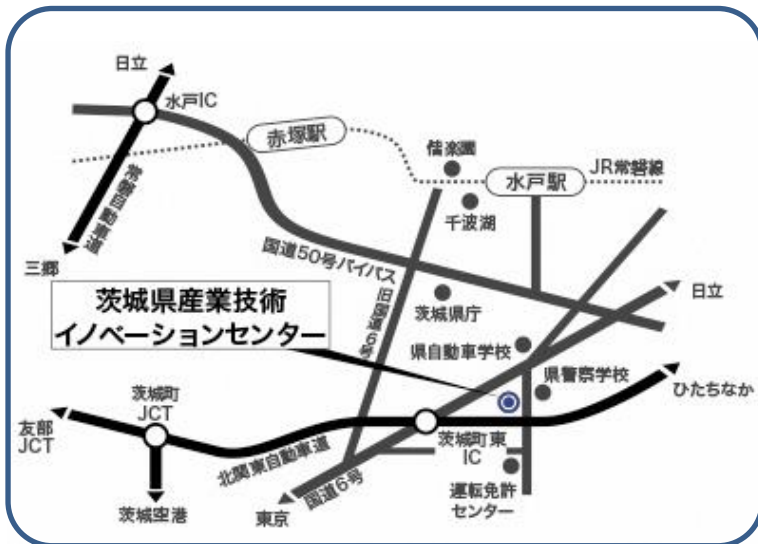 日立
水戸IC
赤塚駅
偕楽園
水戸駅
JR常磐線
常磐自動車道
千波湖
三郷
国道50号バイパス
旧国道6号
茨城県庁
日立
茨城県産業技術
イノベーションセンター
県自動車学校
県警察学校
ひたちなか
茨城町
JCT
友部
JCT
北関東自動車道
茨城町東
IC
茨城空港
東京
国道6号
運転免許
センター